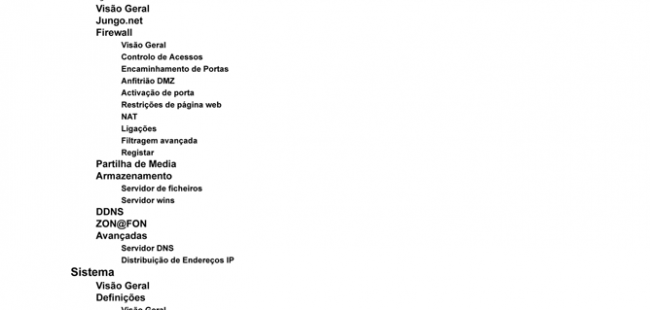 Visão Geral
Jungo.net
Firewall
Visão Geral
Controlo de Acessos
Encaminhamento de Portas
Anfitrião DMZ
Activação de porta
Restrições de página web
NAT
Ligações
Filtragem avançada
Registar
Partilha de Media
Armazenamento
Servidor de ficheiros
Servidor wins
DDNS
ZON@FON
Avançadas
Servidor DNS
Distribuição de Endereços IP
Sistema
Visão Geral
Definições
Visão Geral